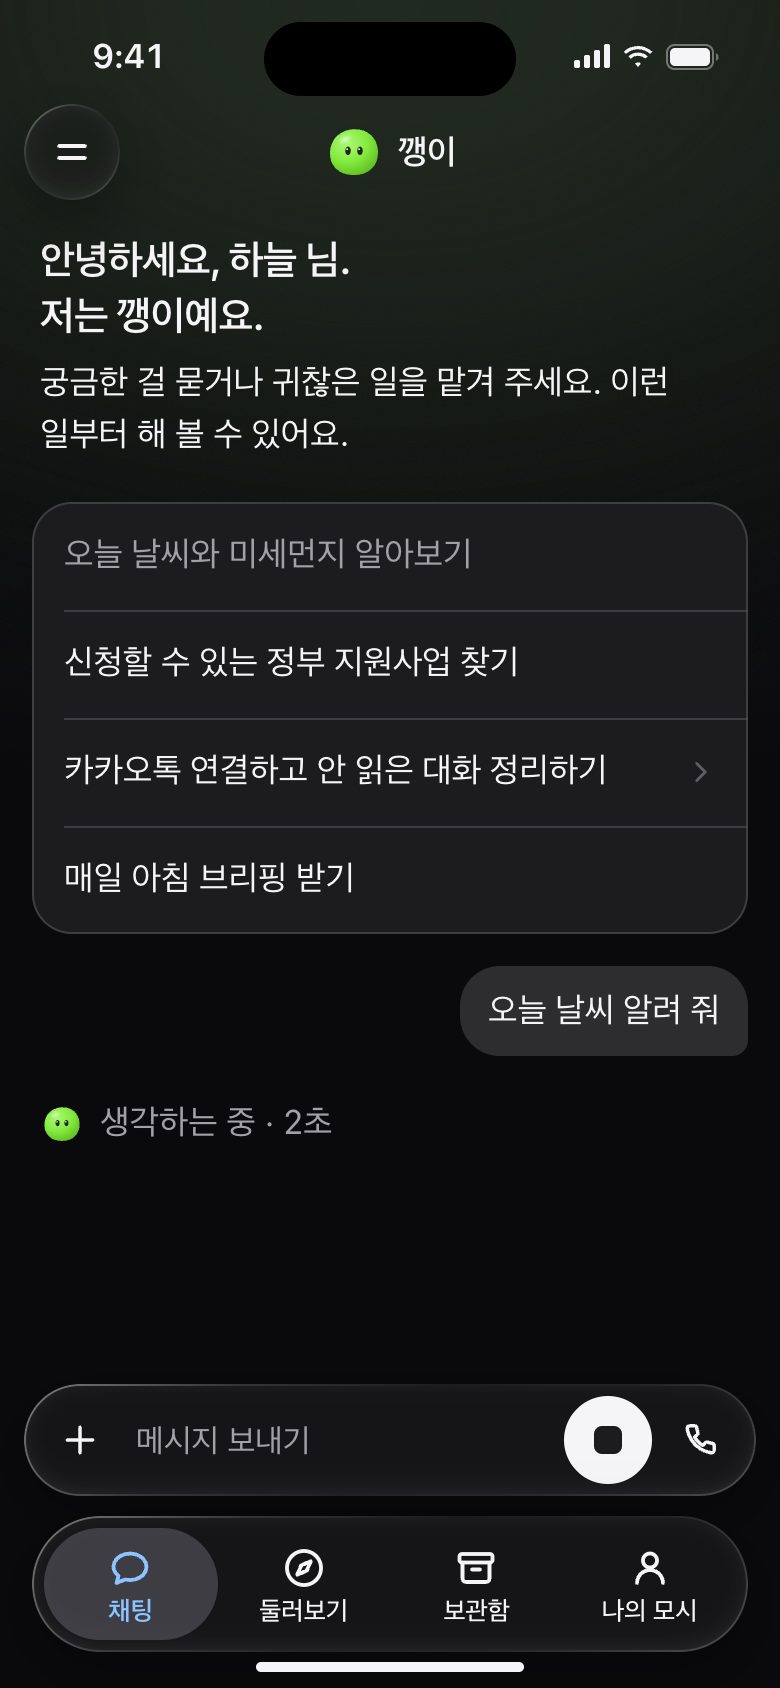 9:41
깽이
안녕하세요, 하늘 님.
저는 깽이예요.
궁금한 걸 묻거나 귀찮은 일을 맡겨 주세요. 이런
일부터 해 볼 수 있어요.
오늘 날씨와 미세먼지 알아보기
신청할 수 있는 정부 지원사업 찾기
카카오톡 연결하고 안 읽은 대화 정리하기
매일 아침 브리핑 받기
오늘 날씨 알려 줘
생각하는 중 · 2초
메시지 보내기
채팅
둘러보기
보관함
나의 모시